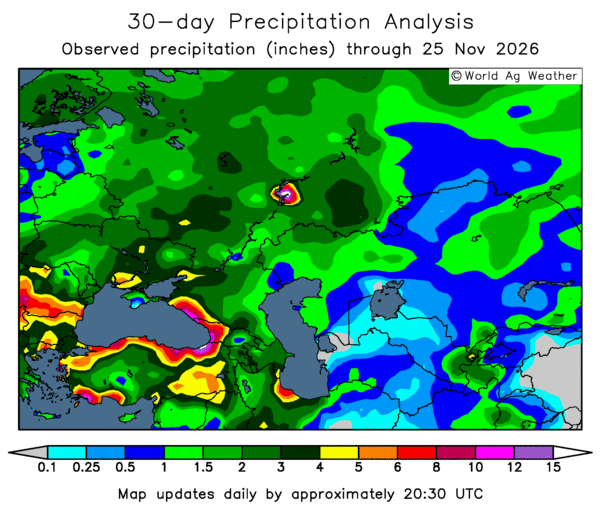 30-day Precipitation Analysis
Observed precipitation (inches) through 25 Nov 2026
© World Ag Weather
0.1 0.25 0.5 1 1.5 2 3 4 5 6 8 10 12 15
Map updates daily by approximately 20:30 UTC